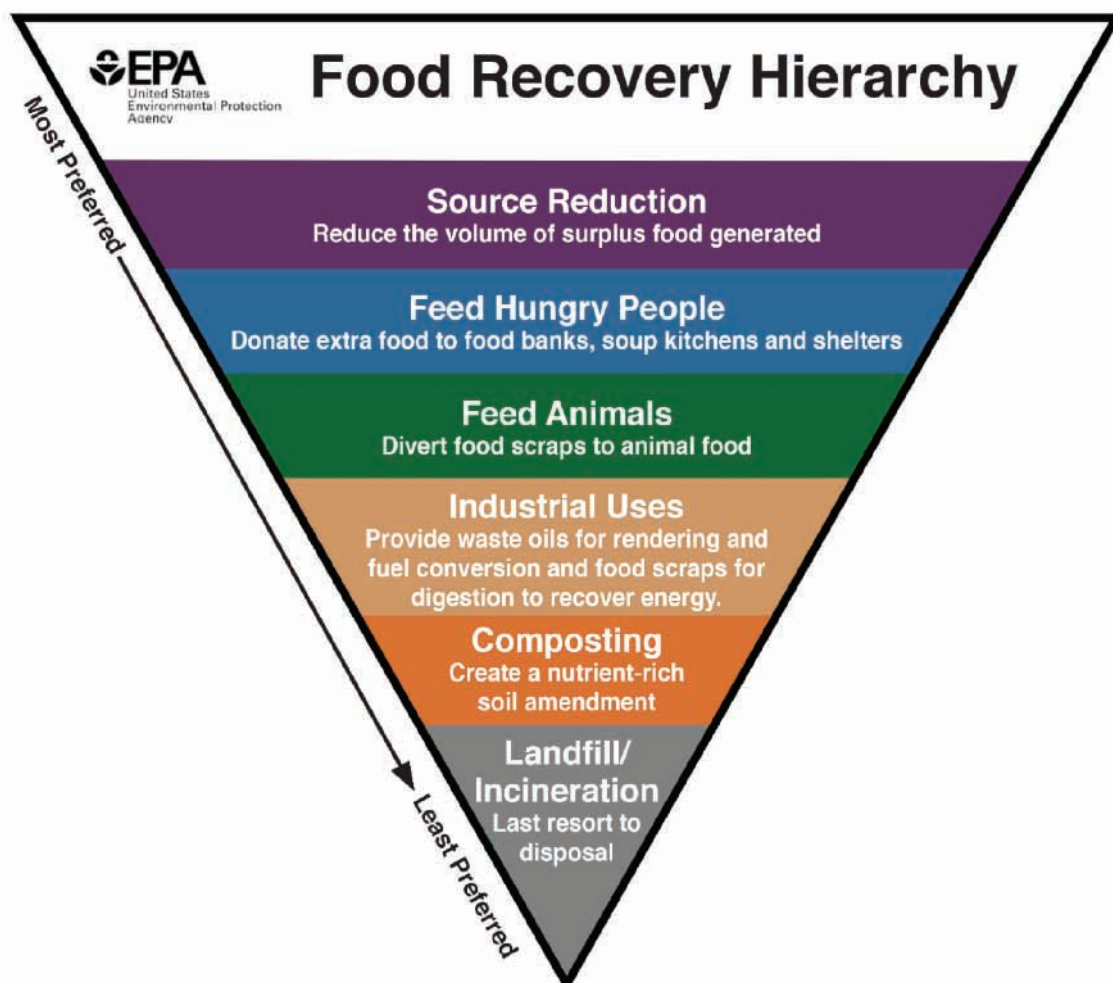 EPA
United States
Environmental Protection
Agency
Food Recovery Hierarchy
Most Preferred
Source Reduction
Reduce the volume of surplus food generated
Feed Hungry People
Donate extra food to food banks, soup kitchens and shelters
Feed Animals
Divert food scraps to animal food
Industrial Uses
Provide waste oils for rendering and
fuel conversion and food scraps for
digestion to recover energy.
Composting
Create a nutrient-rich
soil amendment
Landfill/
Incineration
Last resort to
disposal
Least Preferred